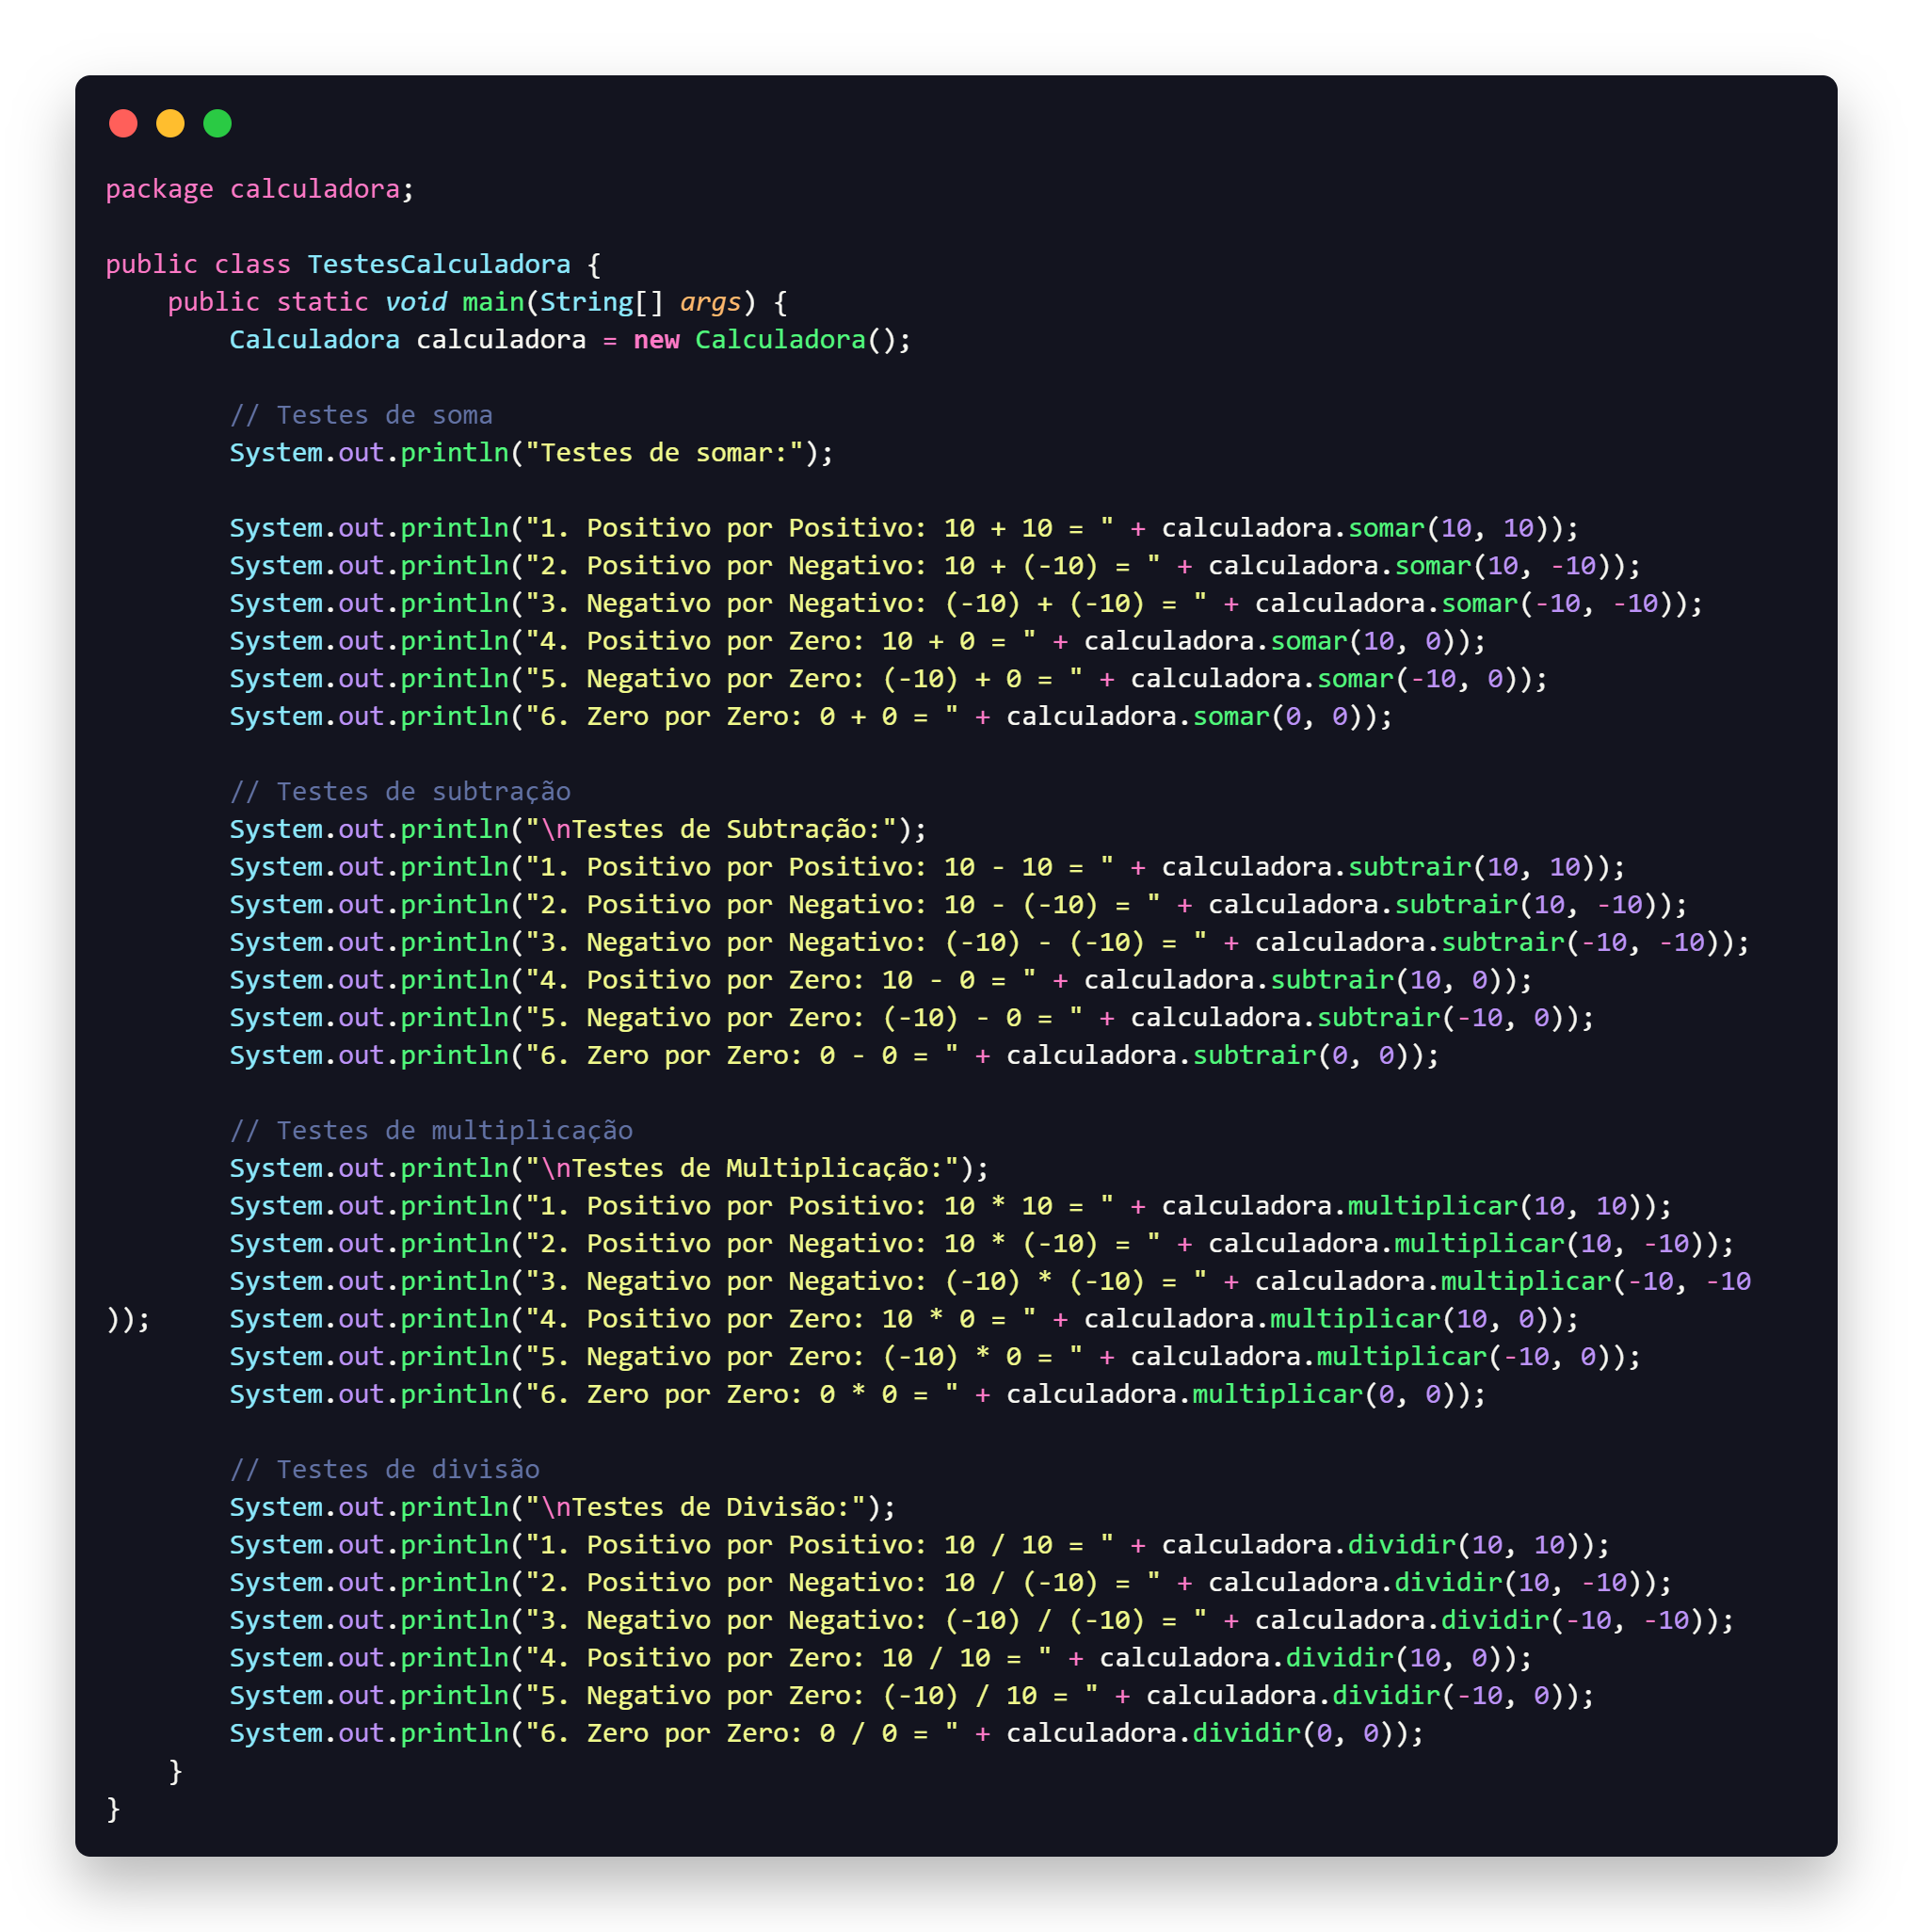 package calculadora;

public class TestesCalculadora {
    public static void main(String[] args) {
        Calculadora calculadora = new Calculadora();

        // Testes de soma
        System.out.println("Testes de somar:");

        System.out.println("1. Positivo por Positivo: 10 + 10 = " + calculadora.somar(10, 10));
        System.out.println("2. Positivo por Negativo: 10 + (-10) = " + calculadora.somar(10, -10));
        System.out.println("3. Negativo por Negativo: (-10) + (-10) = " + calculadora.somar(-10, -10));
        System.out.println("4. Positivo por Zero: 10 + 0 = " + calculadora.somar(10, 0));
        System.out.println("5. Negativo por Zero: (-10) + 0 = " + calculadora.somar(-10, 0));
        System.out.println("6. Zero por Zero: 0 + 0 = " + calculadora.somar(0, 0));

        // Testes de subtração
        System.out.println("\nTestes de Subtração:");
        System.out.println("1. Positivo por Positivo: 10 - 10 = " + calculadora.subtrair(10, 10));
        System.out.println("2. Positivo por Negativo: 10 - (-10) = " + calculadora.subtrair(10, -10));
        System.out.println("3. Negativo por Negativo: (-10) - (-10) = " + calculadora.subtrair(-10, -10));
        System.out.println("4. Positivo por Zero: 10 - 0 = " + calculadora.subtrair(10, 0));
        System.out.println("5. Negativo por Zero: (-10) - 0 = " + calculadora.subtrair(-10, 0));
        System.out.println("6. Zero por Zero: 0 - 0 = " + calculadora.subtrair(0, 0));

        // Testes de multiplicação
        System.out.println("\nTestes de Multiplicação:");
        System.out.println("1. Positivo por Positivo: 10 * 10 = " + calculadora.multiplicar(10, 10));
        System.out.println("2. Positivo por Negativo: 10 * (-10) = " + calculadora.multiplicar(10, -10));
        System.out.println("3. Negativo por Negativo: (-10) * (-10) = " + calculadora.multiplicar(-10, -10
));     System.out.println("4. Positivo por Zero: 10 * 0 = " + calculadora.multiplicar(10, 0));
        System.out.println("5. Negativo por Zero: (-10) * 0 = " + calculadora.multiplicar(-10, 0));
        System.out.println("6. Zero por Zero: 0 * 0 = " + calculadora.multiplicar(0, 0));

        // Testes de divisão
        System.out.println("\nTestes de Divisão:");
        System.out.println("1. Positivo por Positivo: 10 / 10 = " + calculadora.dividir(10, 10));
        System.out.println("2. Positivo por Negativo: 10 / (-10) = " + calculadora.dividir(10, -10));
        System.out.println("3. Negativo por Negativo: (-10) / (-10) = " + calculadora.dividir(-10, -10));
        System.out.println("4. Positivo por Zero: 10 / 10 = " + calculadora.dividir(10, 0));
        System.out.println("5. Negativo por Zero: (-10) / 10 = " + calculadora.dividir(-10, 0));
        System.out.println("6. Zero por Zero: 0 / 0 = " + calculadora.dividir(0, 0));
    }
}